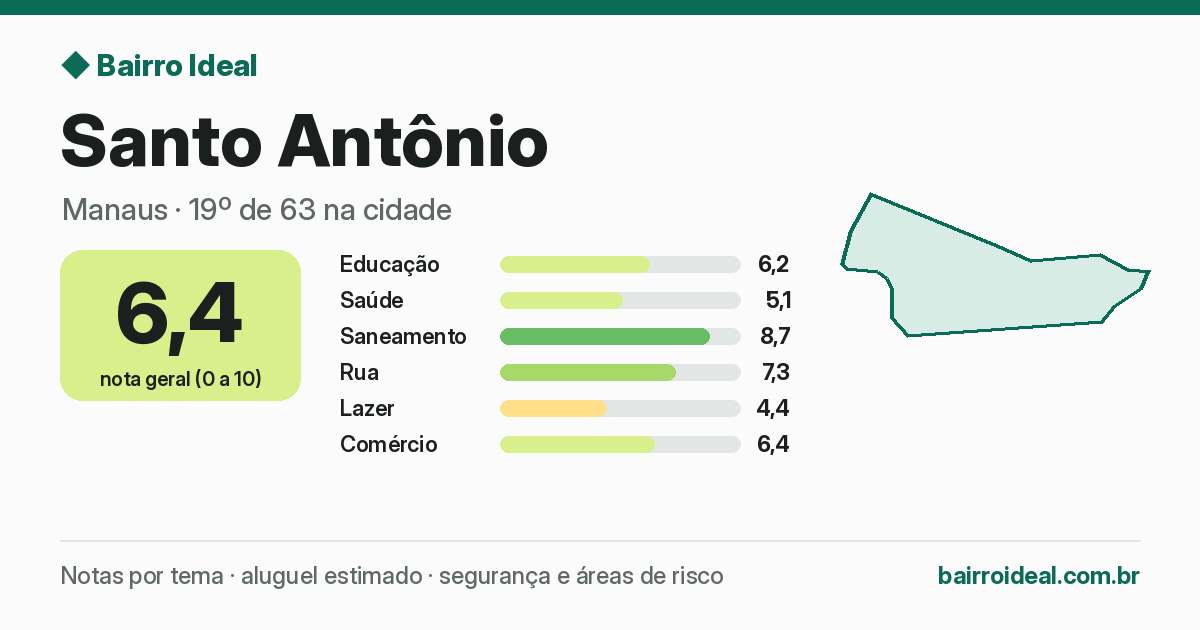 Bairro Ideal
Santo Antônio
Manaus · 19º de 63 na cidade
6,4
nota geral (0 a 10)
Educação 6,2
Saúde 5,1
Saneamento 8,7
Rua 7,3
Lazer 4,4
Comércio 6,4
Notas por tema · aluguel estimado · segurança e áreas de risco
bairroideal.com.br